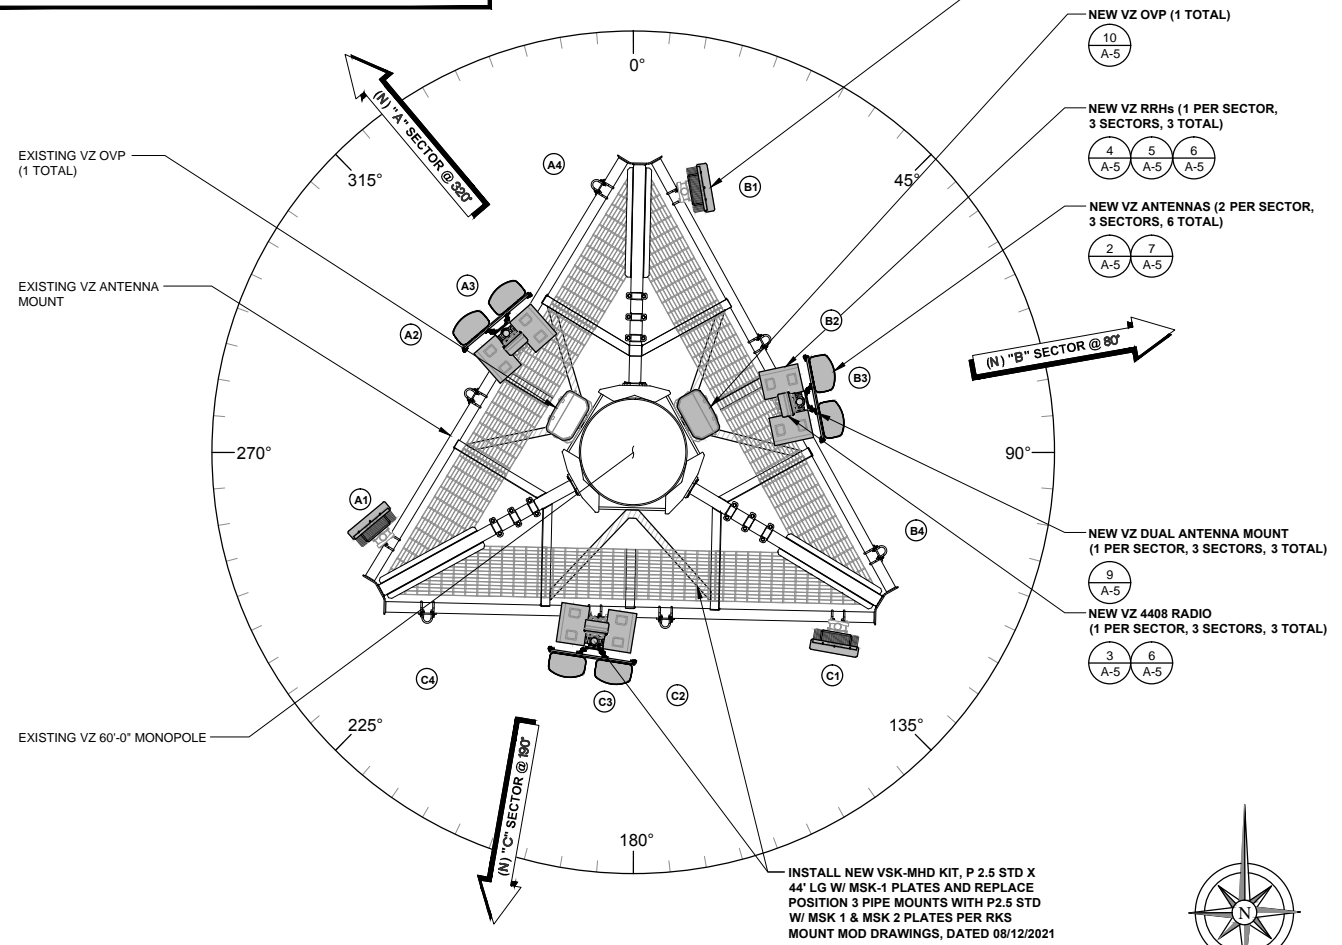 NEW VZ OVP (1 TOTAL)
10
A-5
NEW VZ RRHs (1 PER SECTOR,
3 SECTORS, 3 TOTAL)
4 5 6
A-5 A-5 A-5
NEW VZ ANTENNAS (2 PER SECTOR,
3 SECTORS, 6 TOTAL)
2 7
A-5 A-5
EXISTING VZ OVP
(1 TOTAL)
EXISTING VZ ANTENNA
MOUNT
EXISTING VZ 60'-0" MONOPOLE
0°
45°
90°
135°
180°
225°
270°
315°
(N) "A" SECTOR @ 320°
(N) "B" SECTOR @ 80°
(N) "C" SECTOR @ 190°
A4
B1
A3
A2
B2
B3
A1
B4
C4
C3
C2
C1
NEW VZ DUAL ANTENNA MOUNT
(1 PER SECTOR, 3 SECTORS, 3 TOTAL)
9
A-5
NEW VZ 4408 RADIO
(1 PER SECTOR, 3 SECTORS, 3 TOTAL)
3 6
A-5 A-5
INSTALL NEW VSK-MHD KIT, P 2.5 STD X
44' LG W/ MSK-1 PLATES AND REPLACE
POSITION 3 PIPE MOUNTS WITH P2.5 STD
W/ MSK 1 & MSK 2 PLATES PER RKS
MOUNT MOD DRAWINGS, DATED 08/12/2021
N